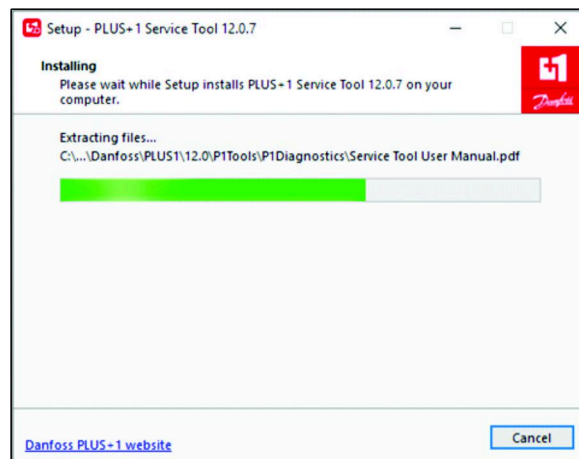 Setup - PLUS+1 Service Tool 12.0.7
Installing
Please wait while Setup installs PLUS+1 Service Tool 12.0.7 on your
computer.
Danfoss
Extracting files...
C:\...\Danfoss\PLUS1\12.0\P1Tools\P1Diagnostics\Service Tool User Manual.pdf
Danfoss PLUS+1 website
Cancel